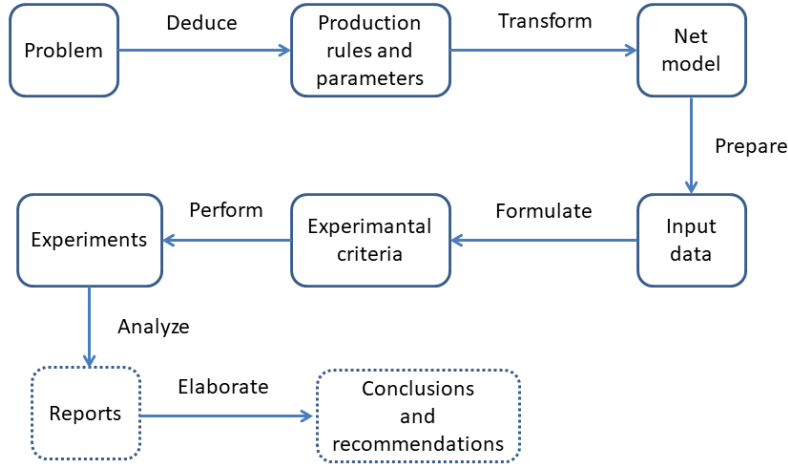 Problem
Deduce
Production
rules and
parameters
Transform
Net
model
Prepare
Input
data
Formulate
Experimantal
criteria
Perform
Experiments
Analyze
Reports
Elaborate
Conclusions
and
recommendations